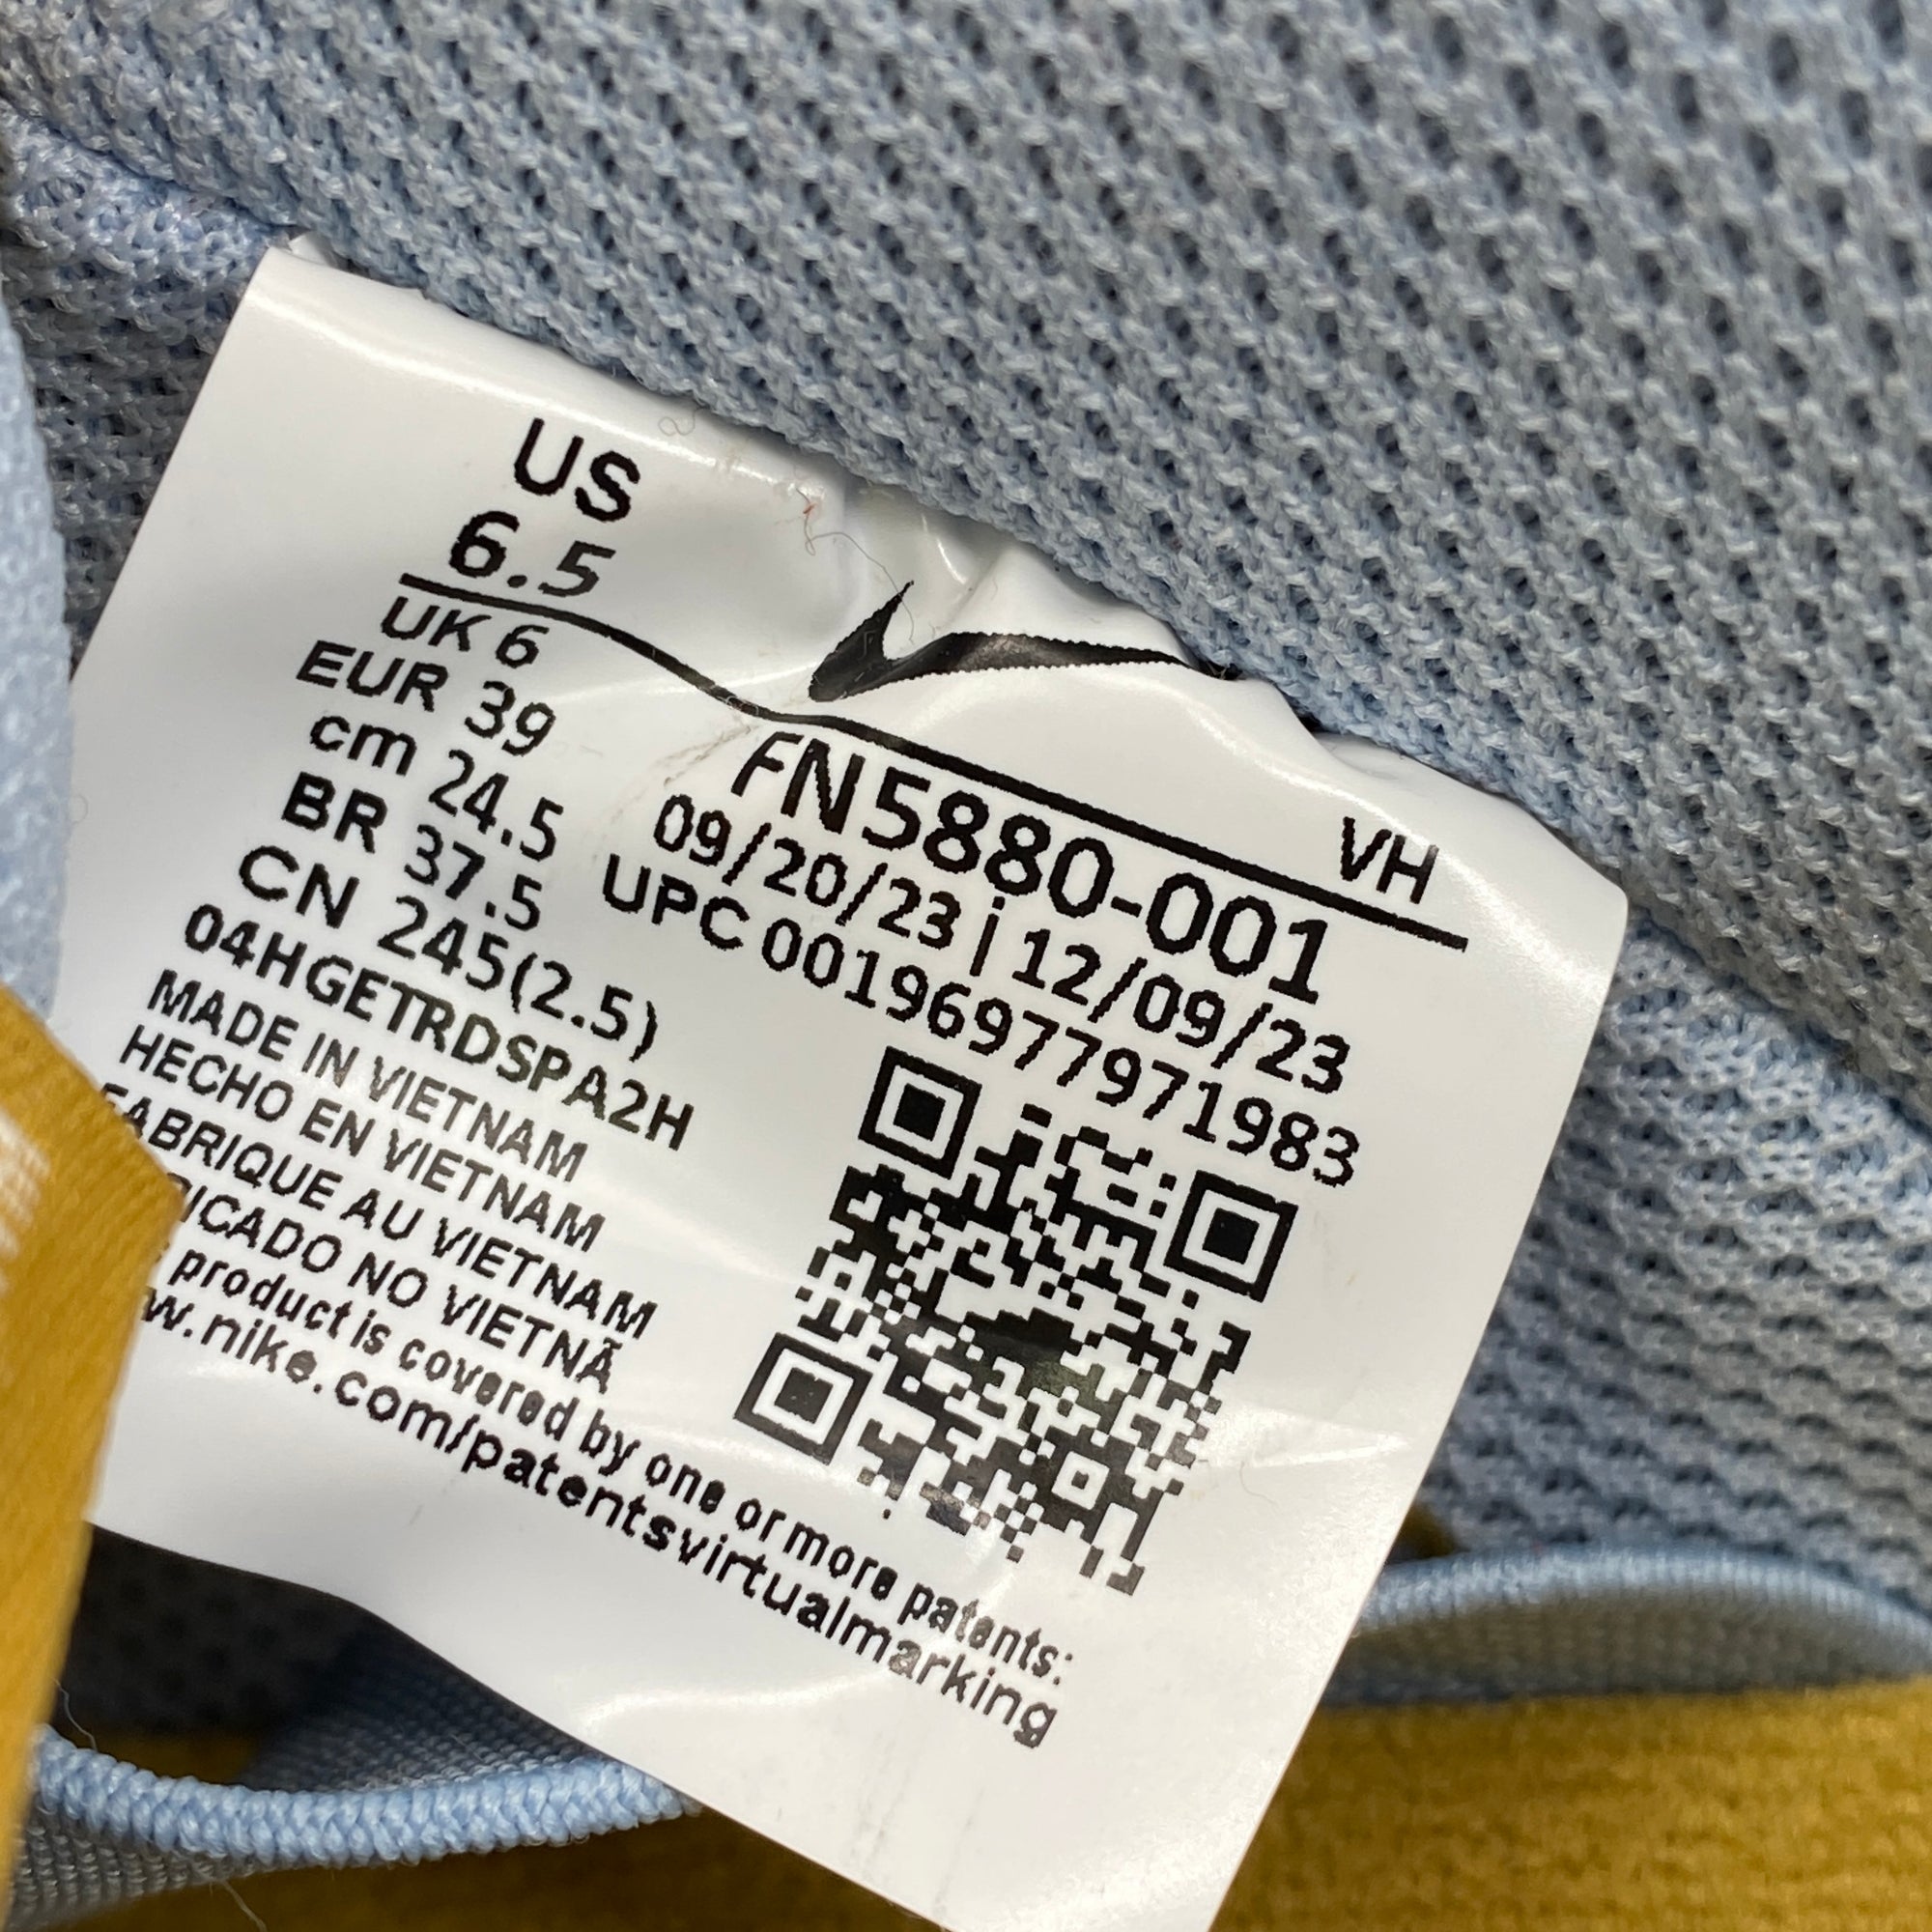 US
6.5
UK 6
EUR 39
cm 24.5
BR 37.5
CN 245(2.5)
04HGETRDSPA2H
VH
FN5880-001
09/20/23 | 12/09/23
UPC 00196977971983
MADE IN VIETNAM
HECHO EN VIETNAM
FABRIQUE AU VIETNAM
RICADO NO VIETNÃ
product is covered by one or more patents:
w.nike.com/patentsvirtualmarking